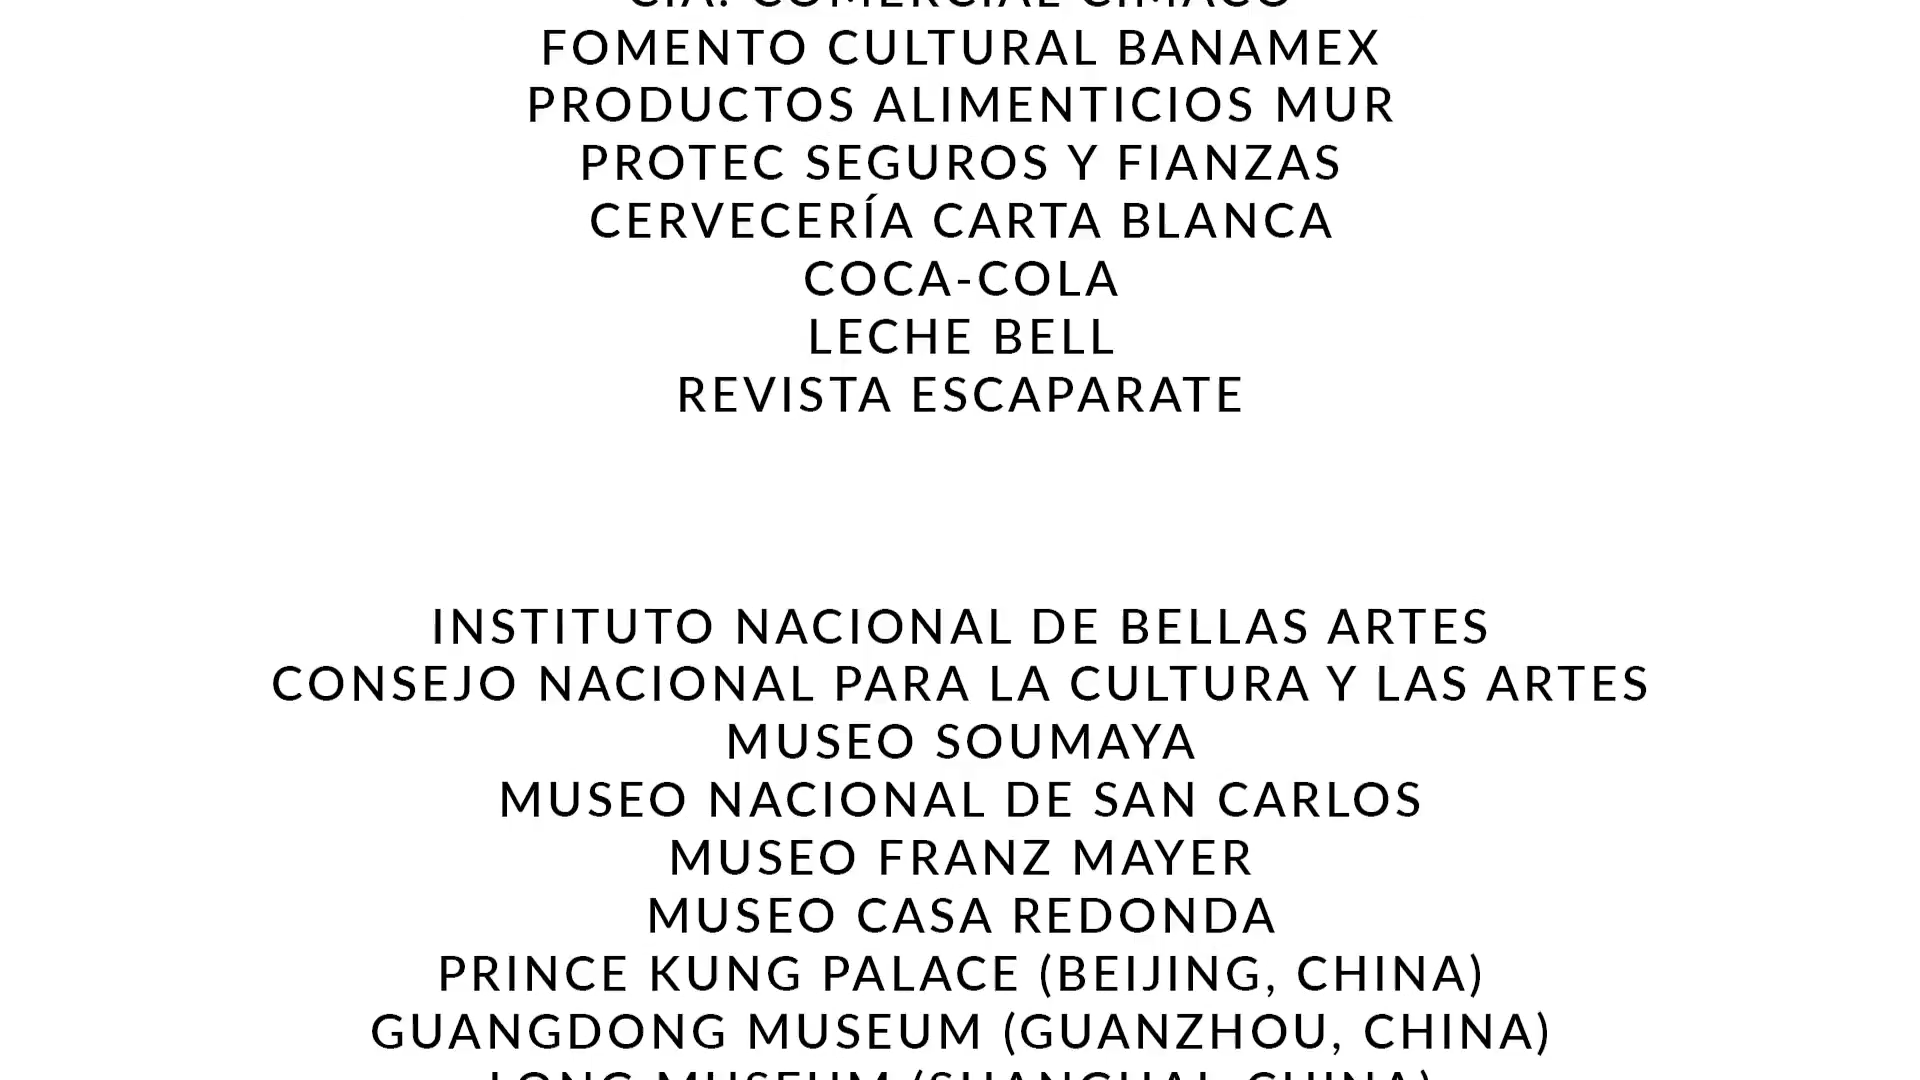 CIA. COMERCIAL CIMACO
FOMENTO CULTURAL BANAMEX
PRODUCTOS ALIMENTICIOS MUR
PROTEC SEGUROS Y FIANZAS
CERVECERÍA CARTA BLANCA
COCA-COLA
LECHE BELL
REVISTA ESCAPARATE
INSTITUTO NACIONAL DE BELLAS ARTES
CONSEJO NACIONAL PARA LA CULTURA Y LAS ARTES
MUSEO SOUMAYA
MUSEO NACIONAL DE SAN CARLOS
MUSEO FRANZ MAYER
MUSEO CASA REDONDA
PRINCE KUNG PALACE (BEIJING, CHINA)
GUANGDONG MUSEUM (GUANZHOU, CHINA)
LONG MUSEUM (SHANGHAI, CHINA)